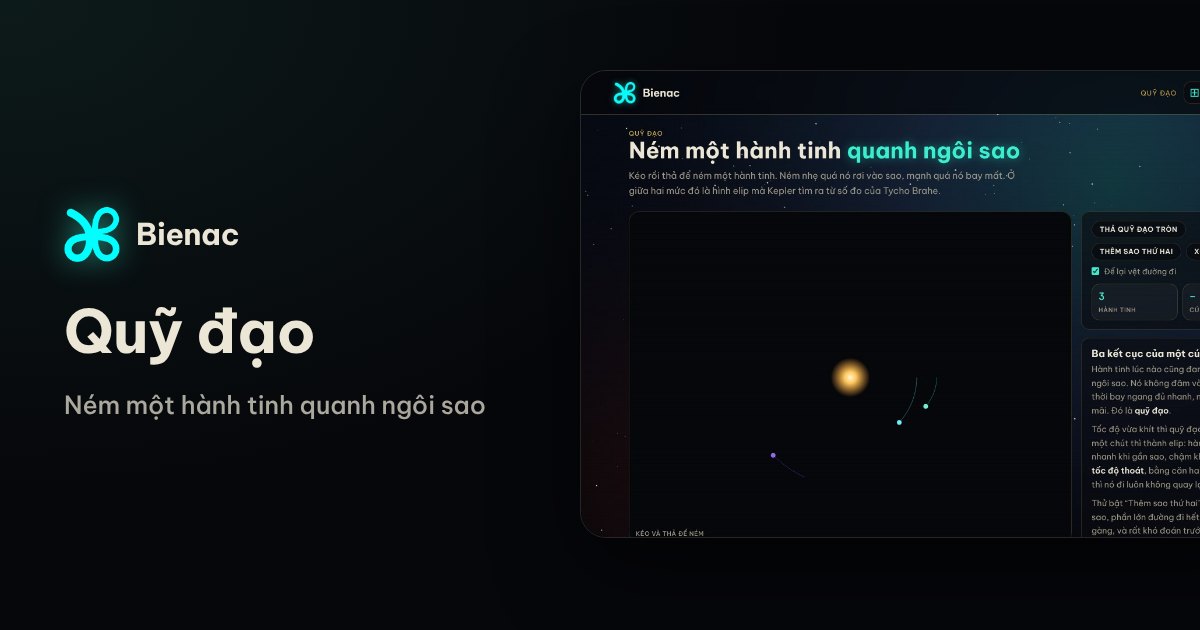 Bienac
Quỹ đạo
Ném một hành tinh quanh ngôi sao
Bienac
QUỸ ĐẠO
QUỸ ĐẠO
Ném một hành tinh quanh ngôi sao
Kéo rồi thả để ném một hành tinh. Ném nhẹ quá nó rơi vào sao, mạnh quá nó bay mất. Ở
giữa hai mức đó là hình elip mà Kepler tìm ra từ số đo của Tycho Brahe.
KÉO VÀ THẢ ĐỂ NÉM
THẢ QUỸ ĐẠO TRÒN
THÊM SAO THỨ HAI
Để lại vệt đường đi
3
HÀNH TINH
Ba kết cục của một cú
Hành tinh lúc nào cũng
ngôi sao. Nó không đâm
thời bay ngang đủ nhanh,
mãi. Đó là quỹ đạo.
Tốc độ vừa khít thì quỹ
một chút thì thành elip:
nhanh khi gần sao, chậm
tốc độ thoát, bằng căn
thì nó đi luôn không quay
Thử bật "Thêm sao thứ hai"
sao, phần lớn đường đi hết
gàng, và rất khó đoán